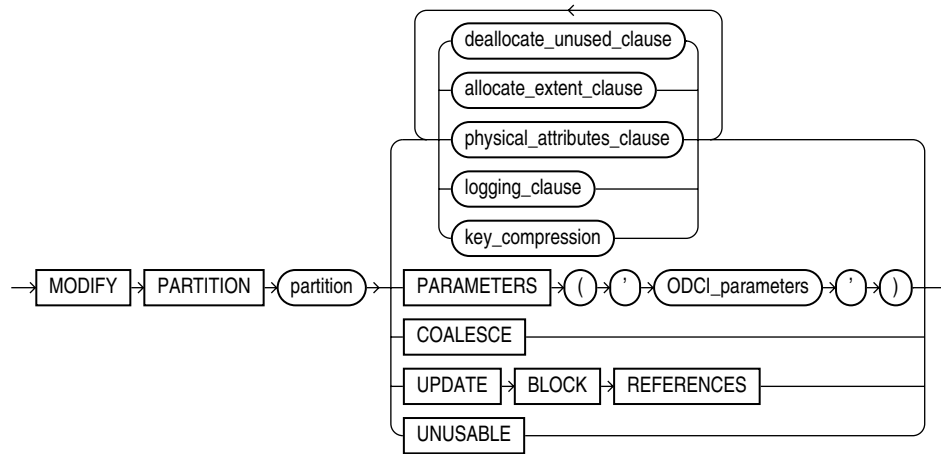 deallocate_unused_clause
allocate_extent_clause
physical_attributes_clause
logging_clause
key_compression
MODIFY PARTITION partition PARAMETERS ( ’ ODCI_parameters ’ )
COALESCE
UPDATE BLOCK REFERENCES
UNUSABLE